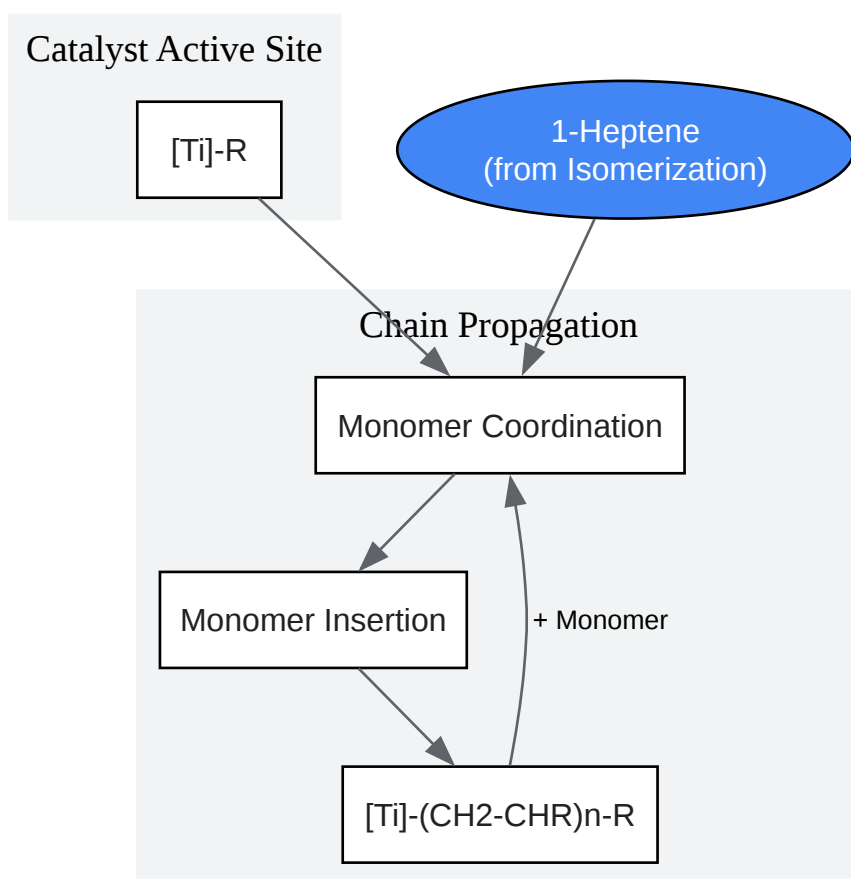 Catalyst Active Site
[Ti]-R
1-Heptene
(from Isomerization)
Chain Propagation
Monomer Coordination
Monomer Insertion
+ Monomer
[Ti]-(CH2-CHR)n-R